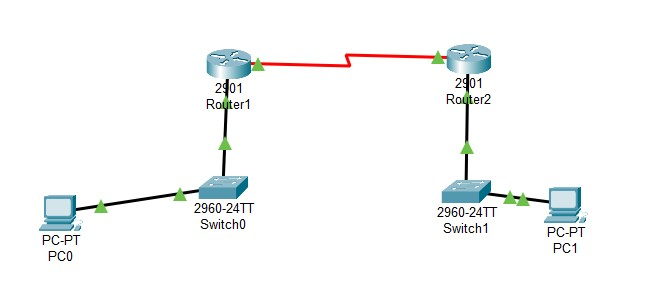 2901
Router1
2901
Router2
2960-24TT
Switch0
2960-24TT
Switch1
PC-PT
PC0
PC-PT
PC1